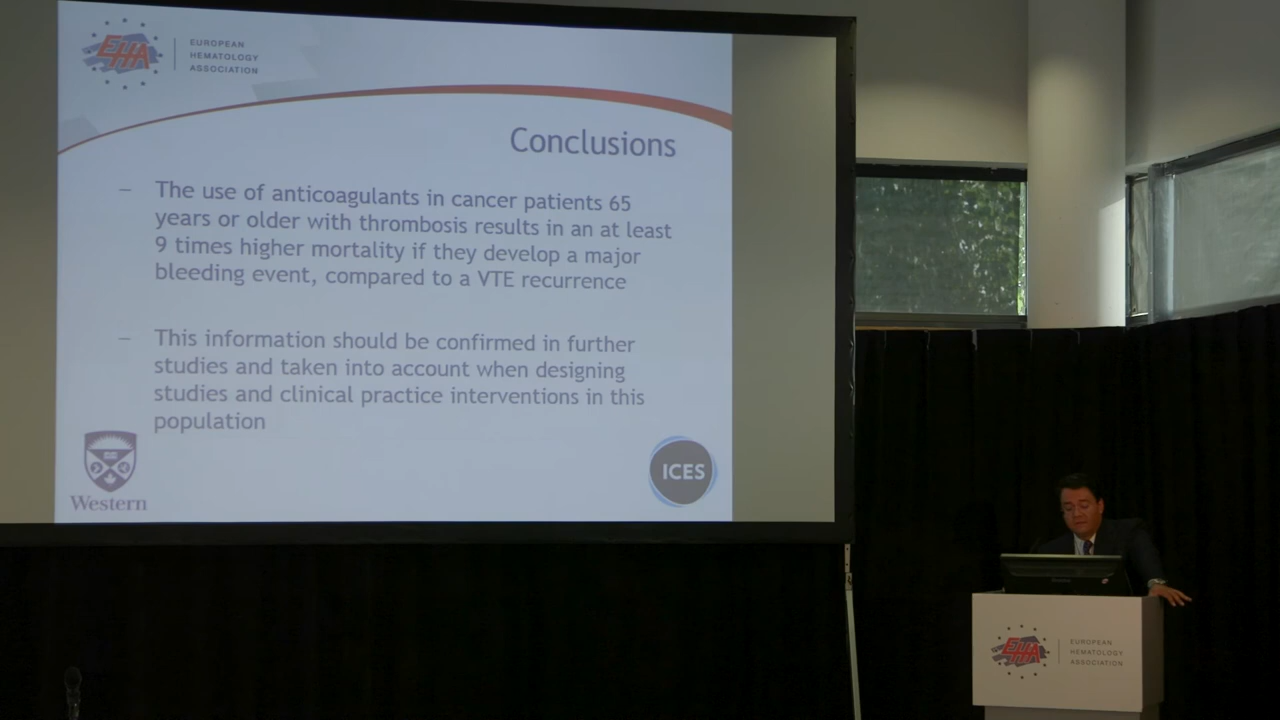 EHA
EUROPEAN
HEMATOLOGY
ASSOCIATION
Conclusions
– The use of anticoagulants in cancer patients 65
years or older with thrombosis results in an at least
9 times higher mortality if they develop a major
bleeding event, compared to a VTE recurrence
– This information should be confirmed in further
studies and taken into account when designing
studies and clinical practice interventions in this
population
Western
ICES
EHA
EUROPEAN
HEMATOLOGY
ASSOCIATION